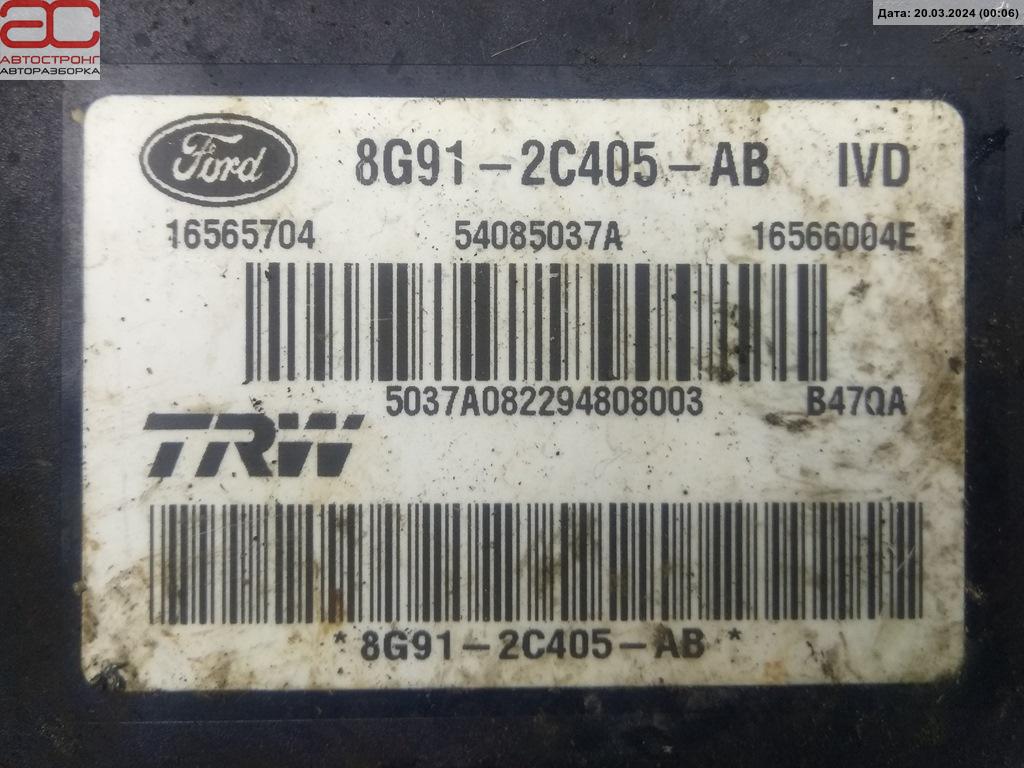 Дата: 20.03.2024 (00:06)
АС
АВТОСТРОНГ
АВТОРАЗБОРКА
Ford 8G91-2C405-AB IVD
16565704 54085037A 16566004E
5037A082294808003 B47QA
TRW
* 8G91-2C405-AB *